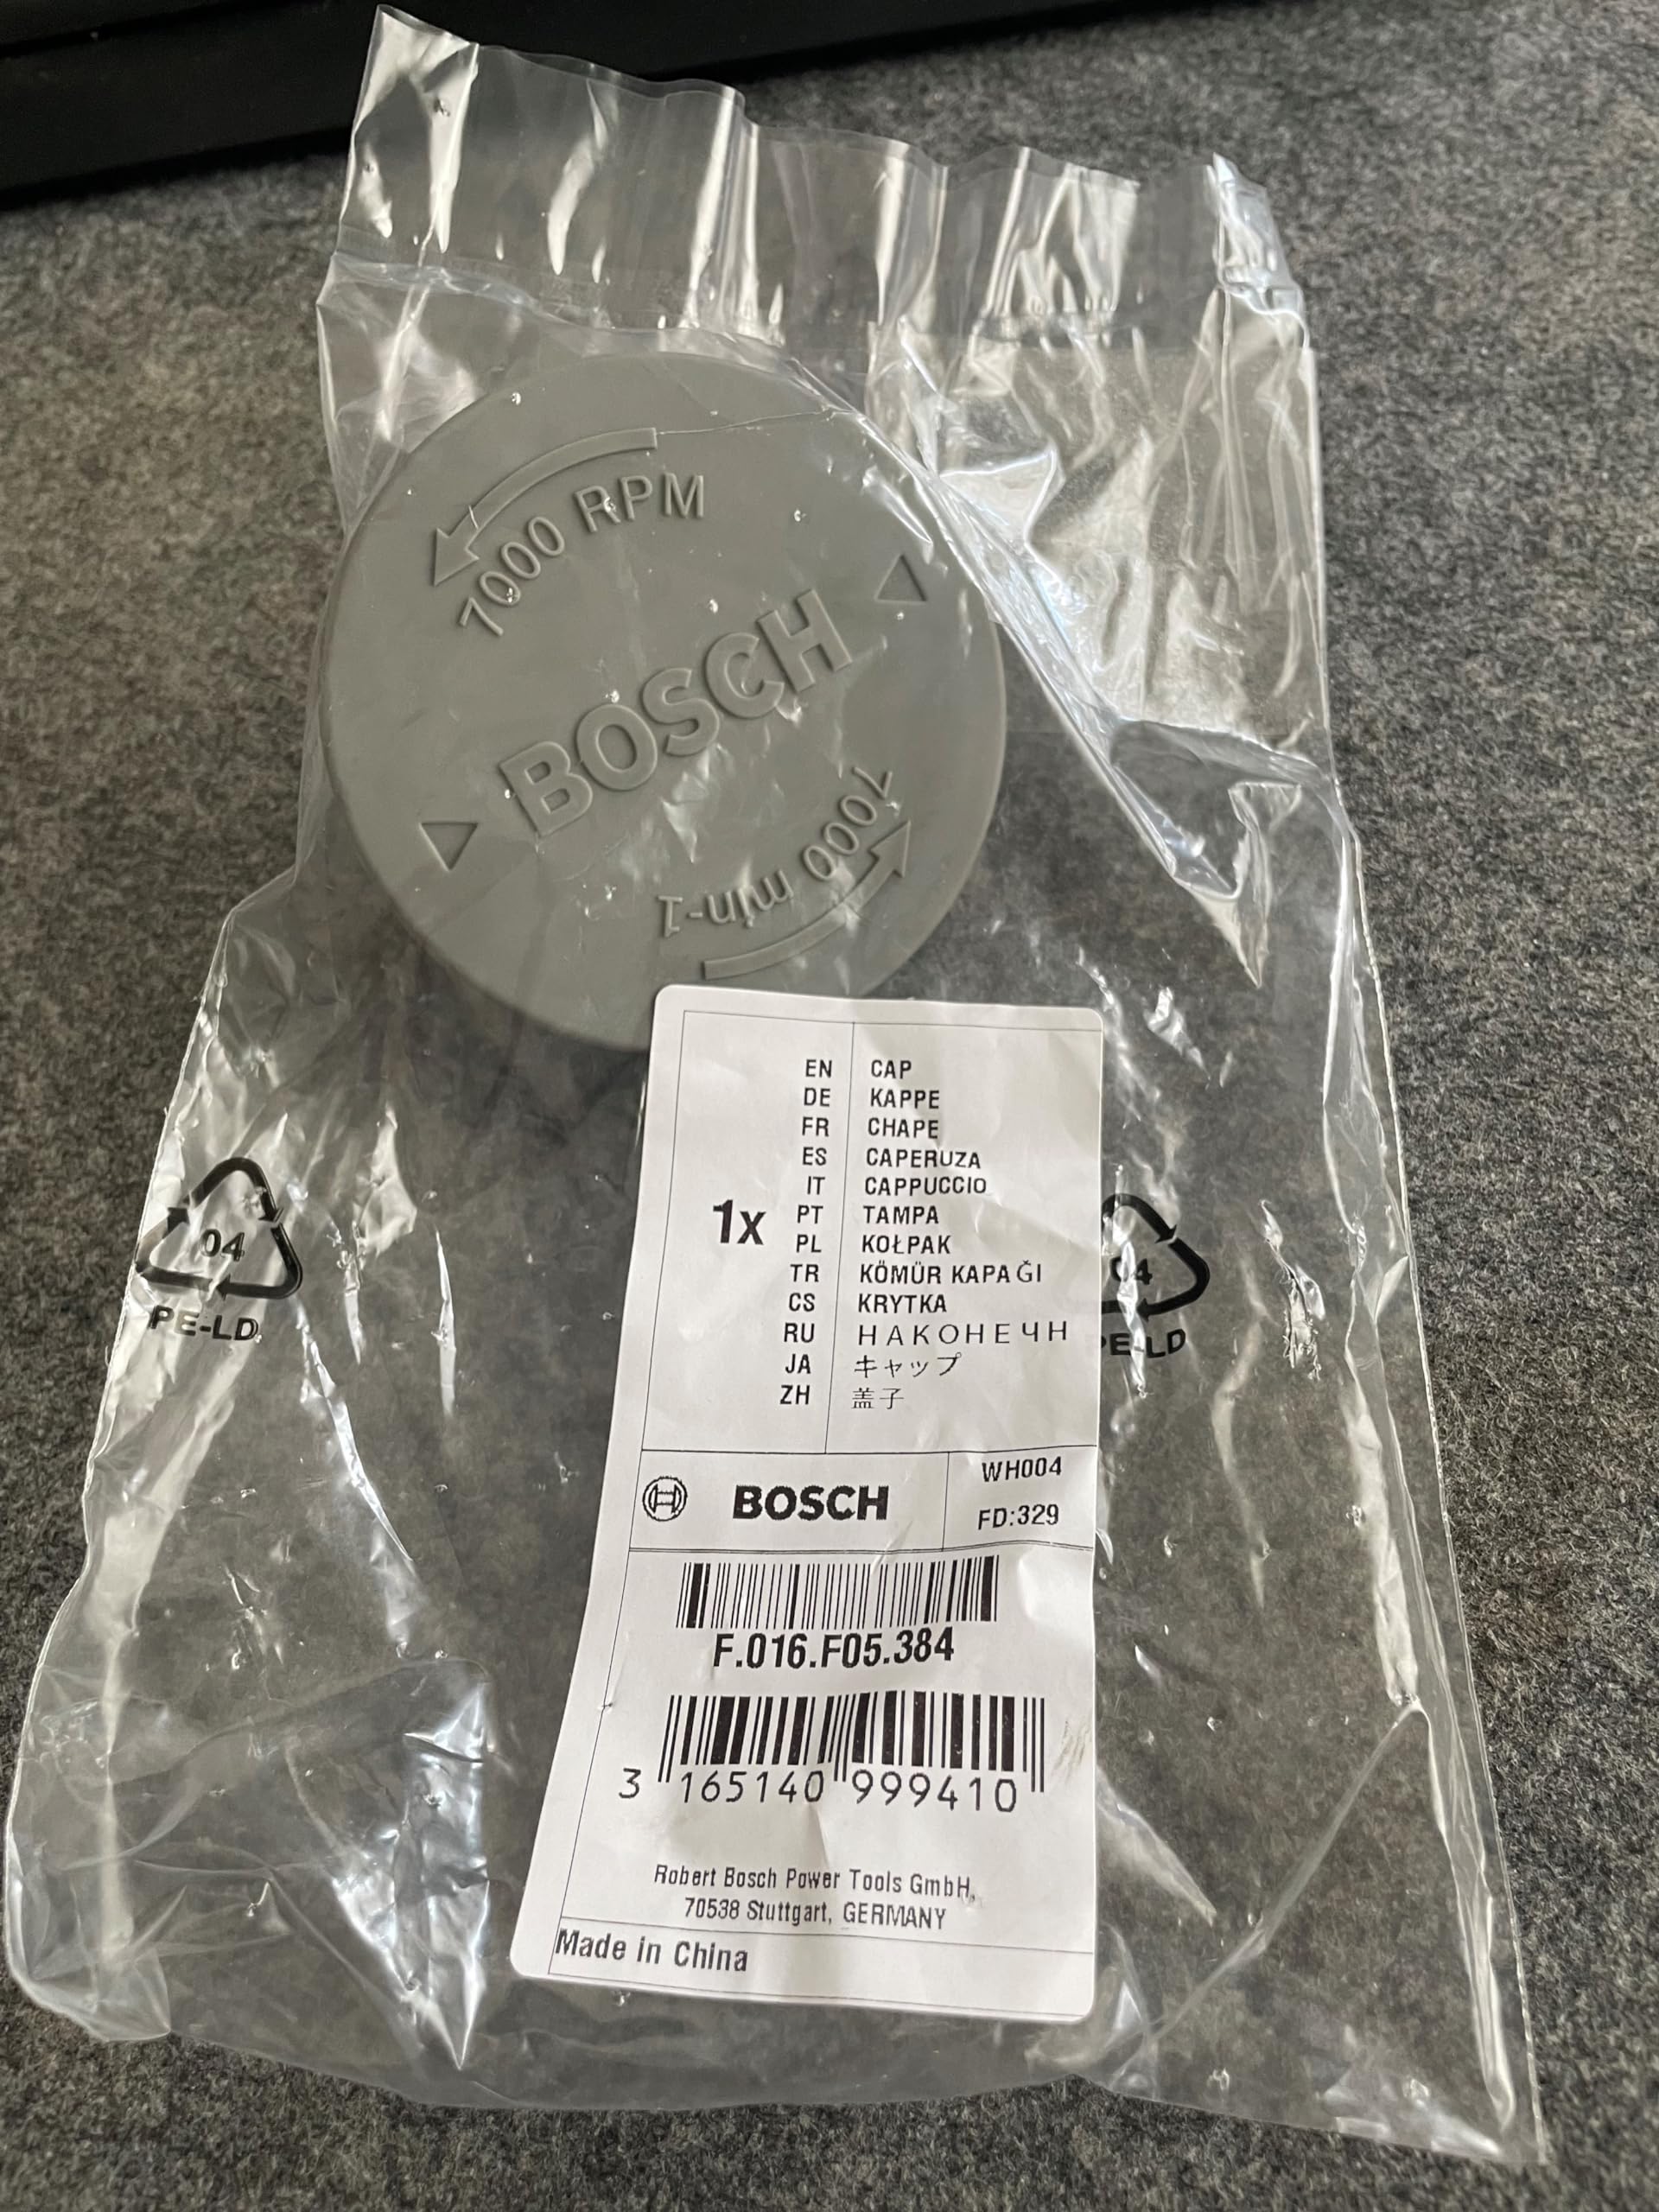 7000 RPM
BOSCH
7000 min-1
1x
EN CAP
DE KAPPE
FR CHAPE
ES CAPERUZA
IT CAPPUCCIO
PT TAMPA
PL KOŁPAK
TR KÖMÜR KAPAĞI
CS KRYTKA
RU НАКОНЕЧН
JA キャップ
ZH 盖子
04
PE-LD
04
PE-LD
BOSCH
WH004
FD:329
F.016.F05.384
3 165140 999410
Robert Bosch Power Tools GmbH,
70538 Stuttgart, GERMANY
Made in China